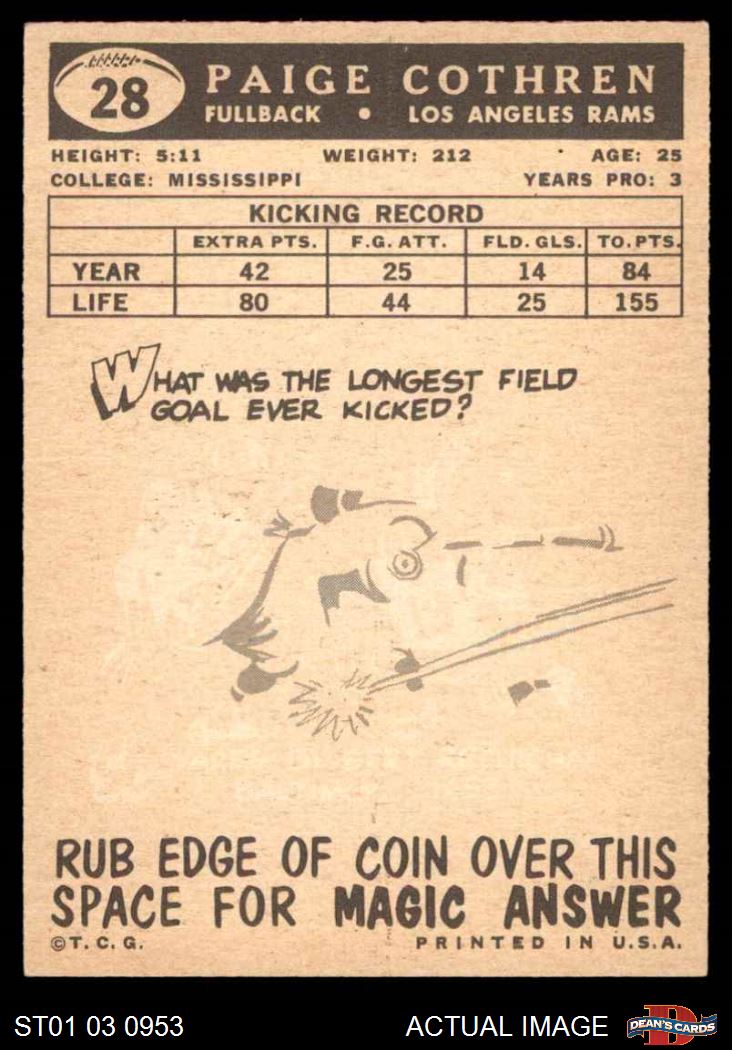 28
PAIGE COTHREN
FULLBACK • LOS ANGELES RAMS
HEIGHT: 5:11 WEIGHT: 212 AGE: 25
COLLEGE: MISSISSIPPI YEARS PRO: 3
KICKING RECORD
EXTRA PTS. F.G. ATT. FLD. GLS. TO. PTS.
YEAR 42 25 14 84
LIFE 80 44 25 155
WHAT WAS THE LONGEST FIELD
GOAL EVER KICKED?
RUB EDGE OF COIN OVER THIS
SPACE FOR MAGIC ANSWER
©T. C. G. PRINTED IN U.S.A.
ST01 03 0953 ACTUAL IMAGE D DEAN'S CARDS